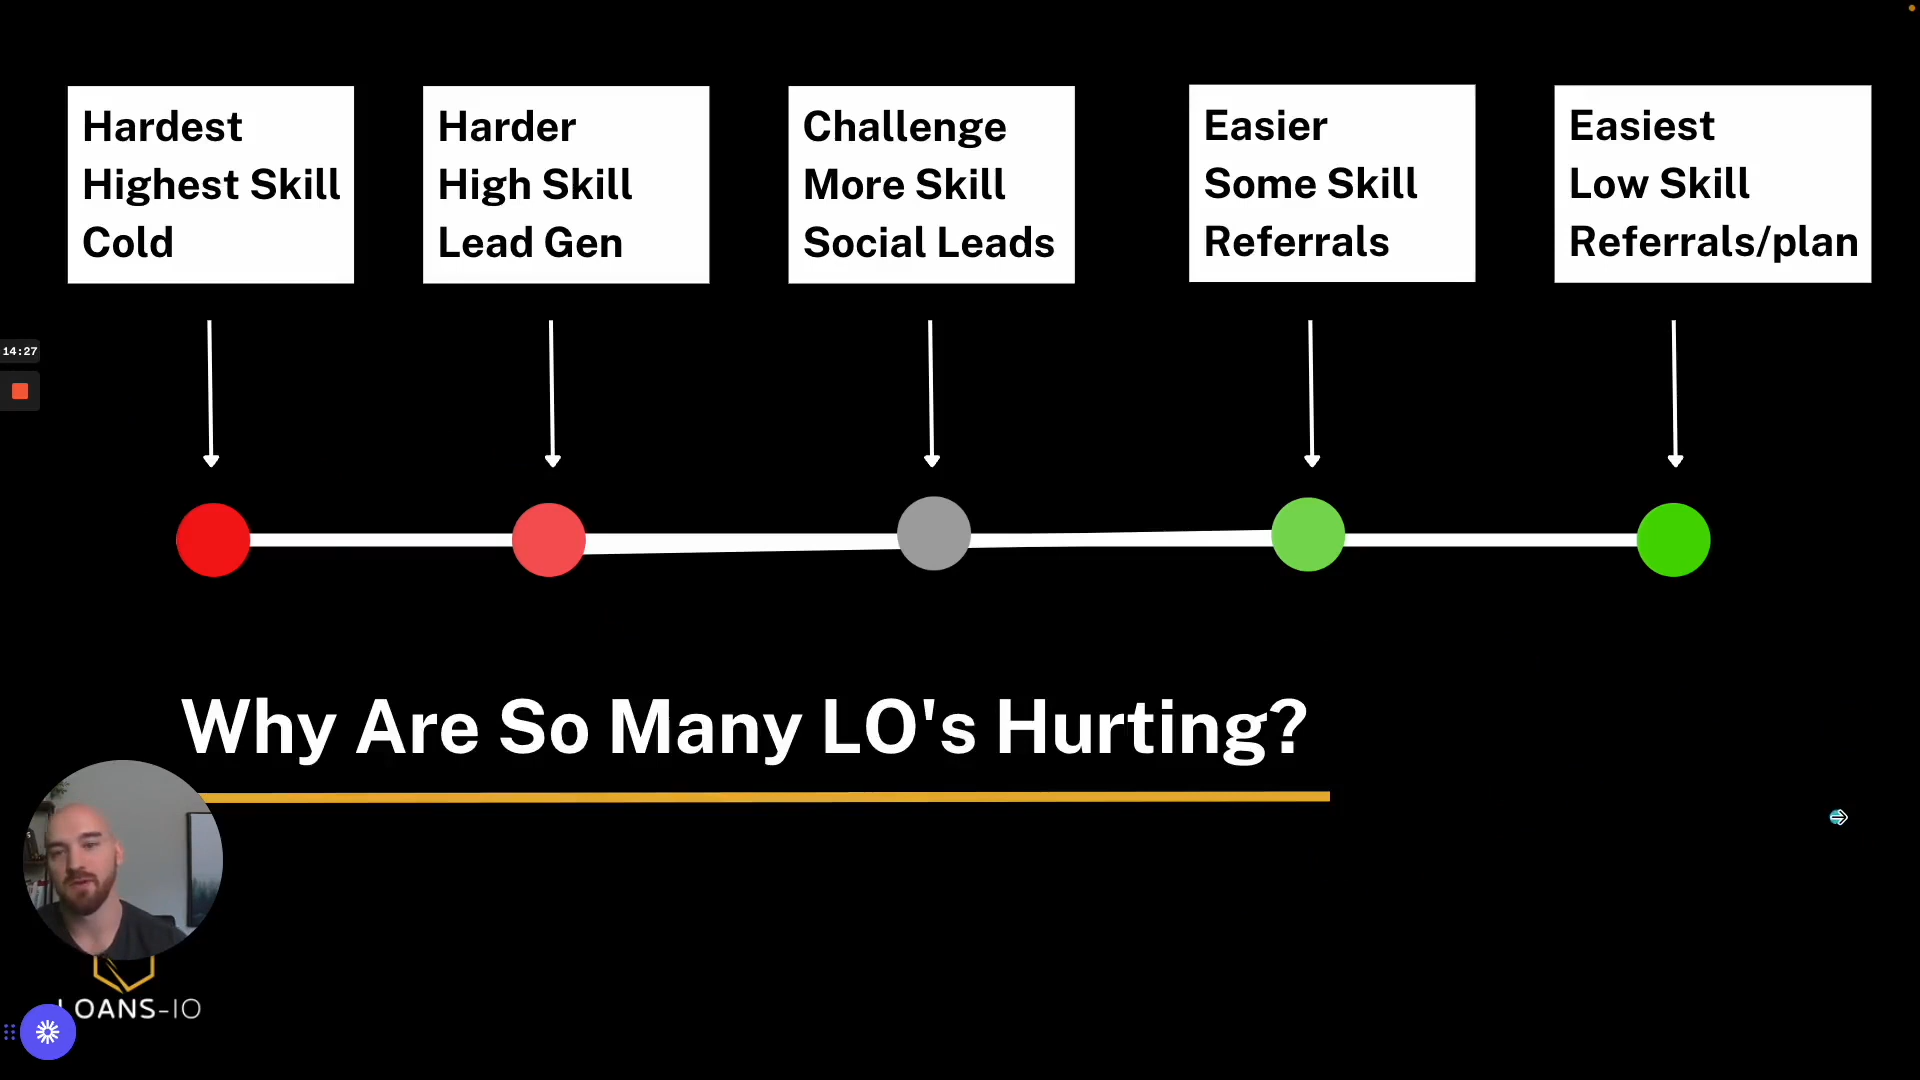 Hardest
Highest Skill
Cold
Harder
High Skill
Lead Gen
Challenge
More Skill
Social Leads
Easier
Some Skill
Referrals
Easiest
Low Skill
Referrals/plan
14:27
Why Are So Many LO's Hurting?
LOANS-IO